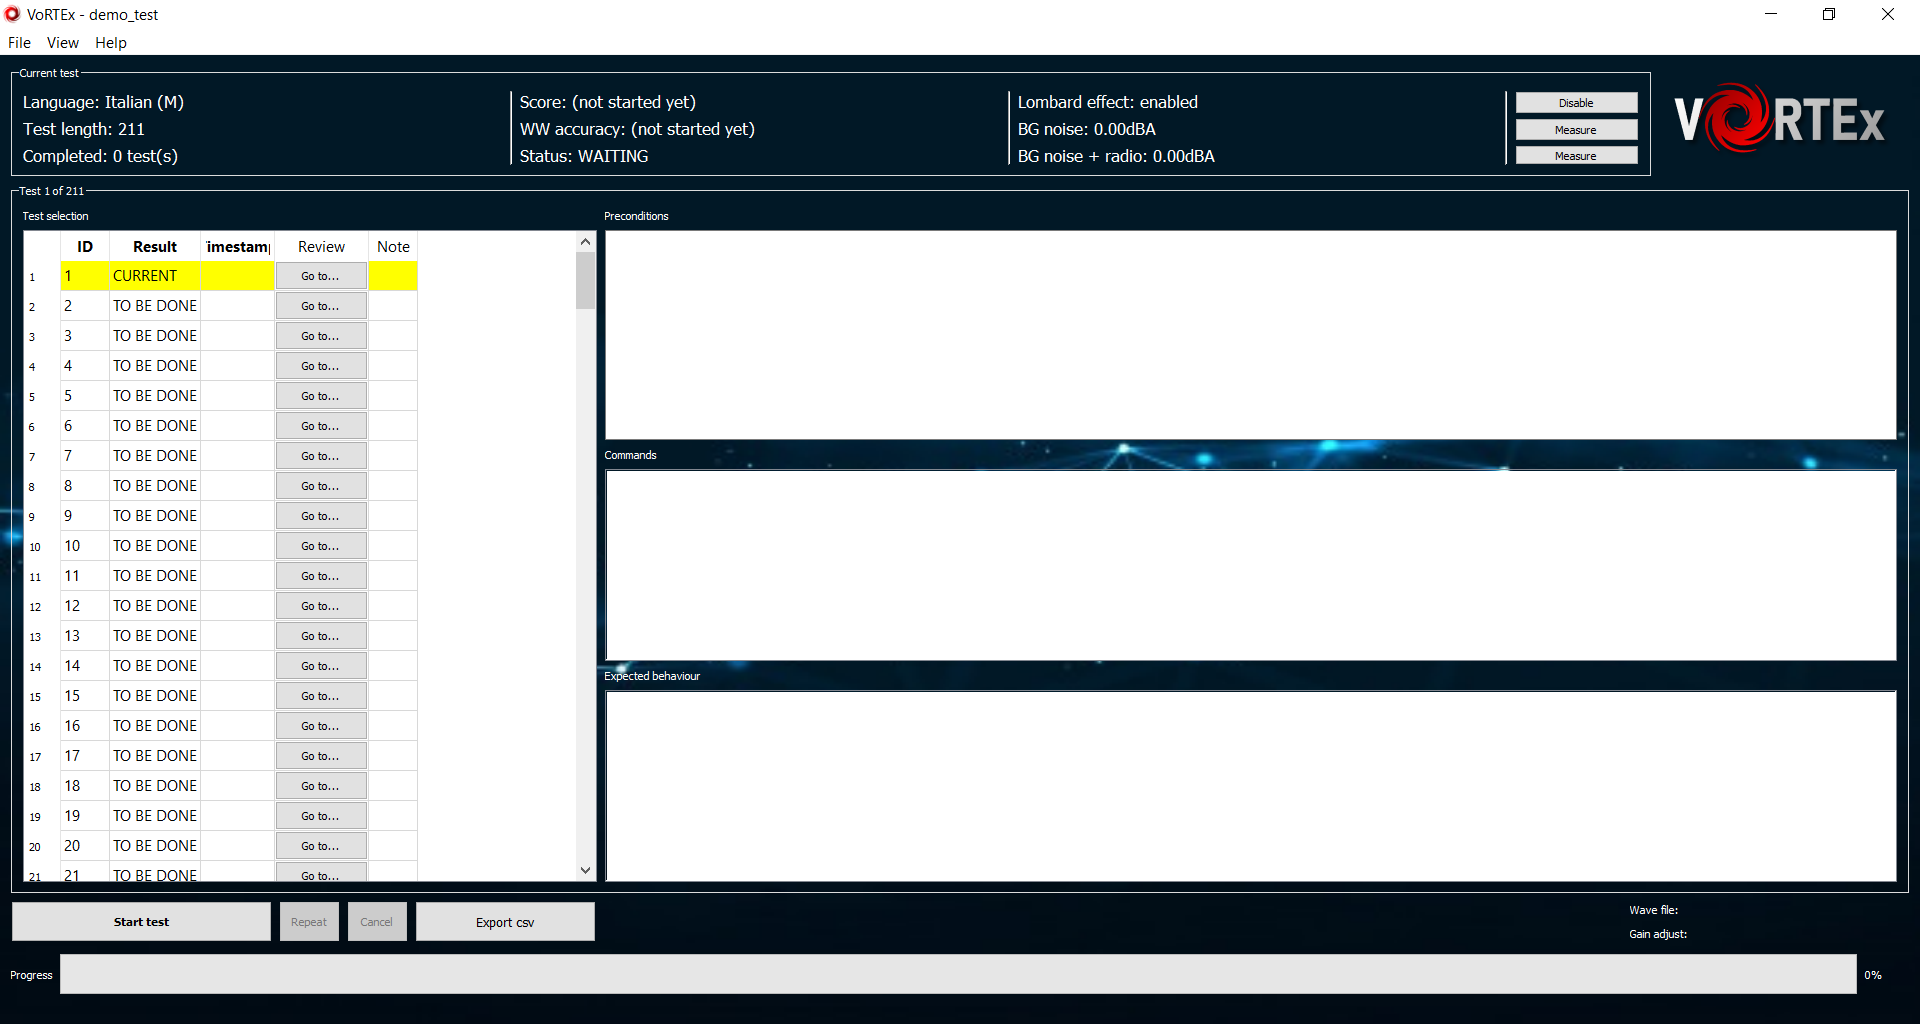 VoRTEx - demo_test
File View Help
Current test
Language: Italian (M)
Test length: 211
Completed: 0 test(s)
Score: (not started yet)
WW accuracy: (not started yet)
Status: WAITING
Lombard effect: enabled
BG noise: 0.00dBA
BG noise + radio: 0.00dBA
Disable
Measure
Measure
VORTEx
Test 1 of 211
Test selection
ID Result Timestamp Review Note
1 1 CURRENT Go to...
2 2 TO BE DONE Go to...
3 3 TO BE DONE Go to...
4 4 TO BE DONE Go to...
5 5 TO BE DONE Go to...
6 6 TO BE DONE Go to...
7 7 TO BE DONE Go to...
8 8 TO BE DONE Go to...
9 9 TO BE DONE Go to...
10 10 TO BE DONE Go to...
11 11 TO BE DONE Go to...
12 12 TO BE DONE Go to...
13 13 TO BE DONE Go to...
14 14 TO BE DONE Go to...
15 15 TO BE DONE Go to...
16 16 TO BE DONE Go to...
17 17 TO BE DONE Go to...
18 18 TO BE DONE Go to...
19 19 TO BE DONE Go to...
20 20 TO BE DONE Go to...
21 21 TO BE DONE Go to...
Preconditions
Commands
Expected behaviour
Start test Repeat Cancel Export csv
Wave file:
Gain adjust:
Progress 0%